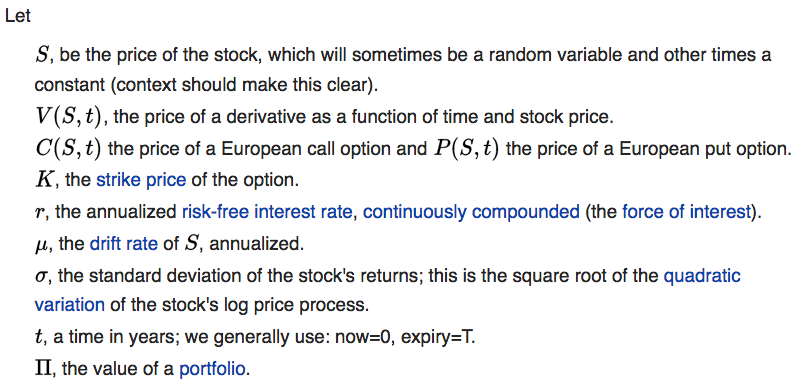 Let
S, be the price of the stock, which will sometimes be a random variable and other times a
constant (context should make this clear).
V(S, t), the price of a derivative as a function of time and stock price.
C(S, t) the price of a European call option and P(S, t) the price of a European put option.
K, the strike price of the option.
r, the annualized risk-free interest rate, continuously compounded (the force of interest).
μ, the drift rate of S, annualized.
σ, the standard deviation of the stock's returns; this is the square root of the quadratic
variation of the stock's log price process.
t, a time in years; we generally use: now=0, expiry=T.
Π, the value of a portfolio.